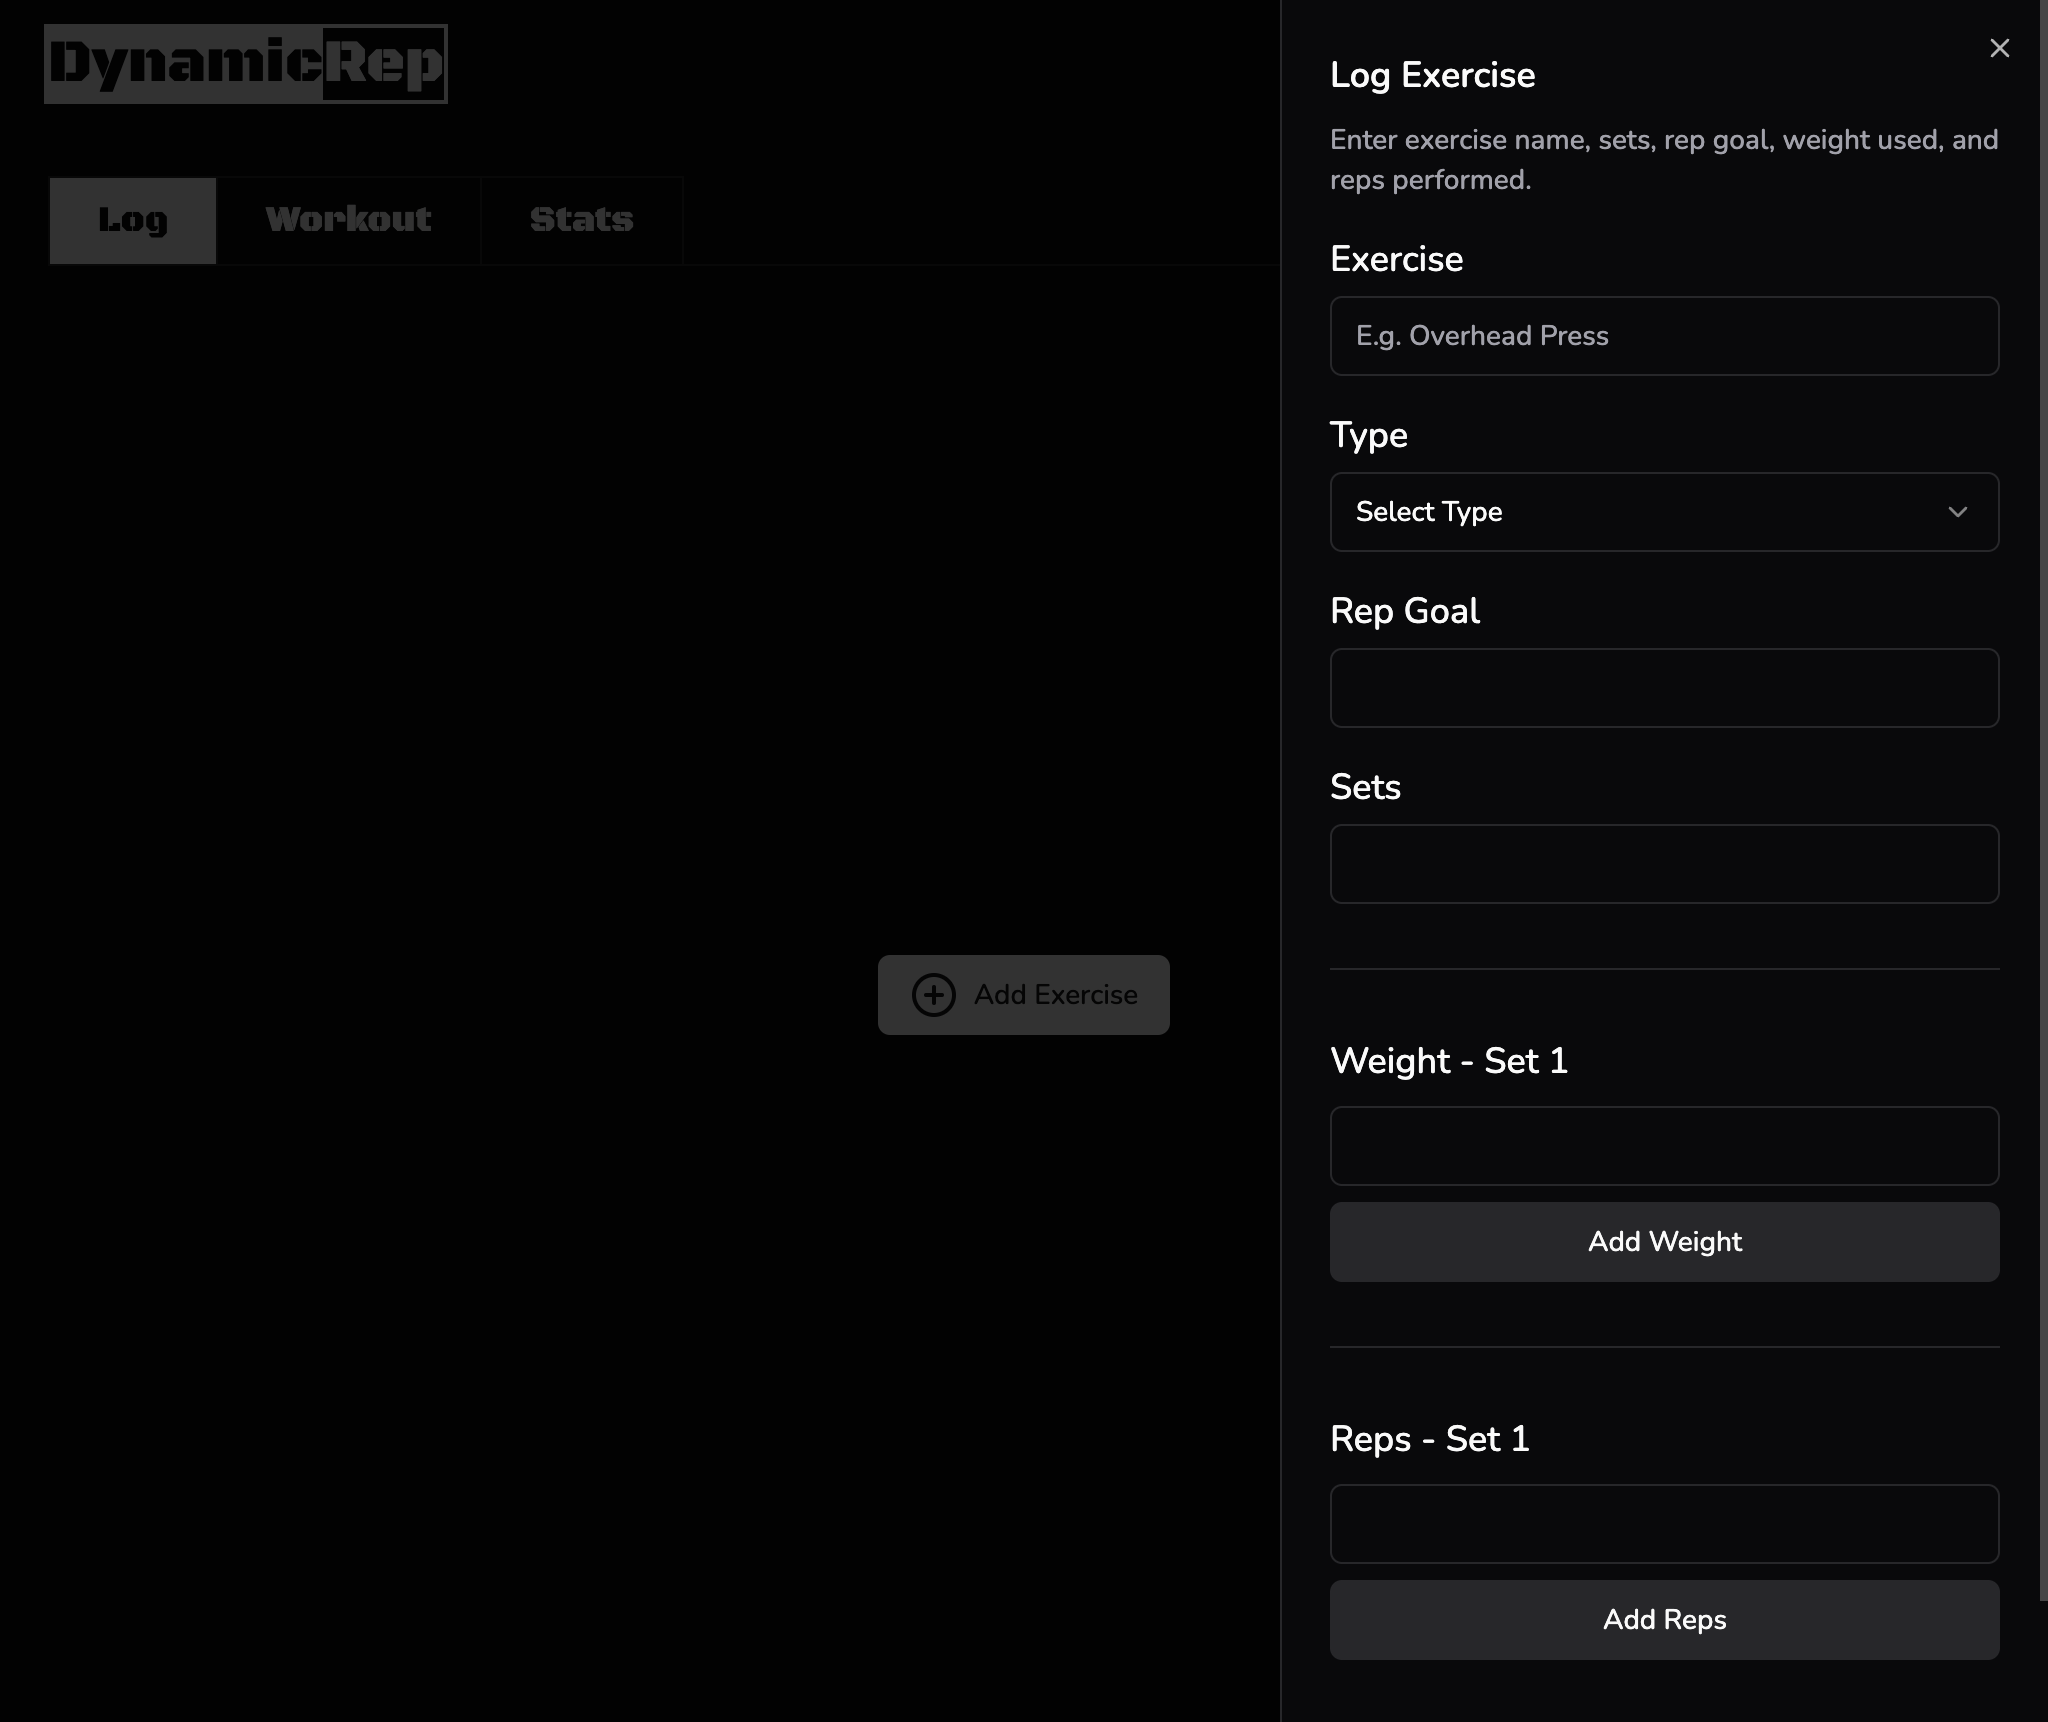 DynamicRep
Log
Workout
Stats
Add Exercise
Log Exercise
Enter exercise name, sets, rep goal, weight used, and
reps performed.
Exercise
E.g. Overhead Press
Type
Select Type
Rep Goal
Sets
Weight - Set 1
Add Weight
Reps - Set 1
Add Reps